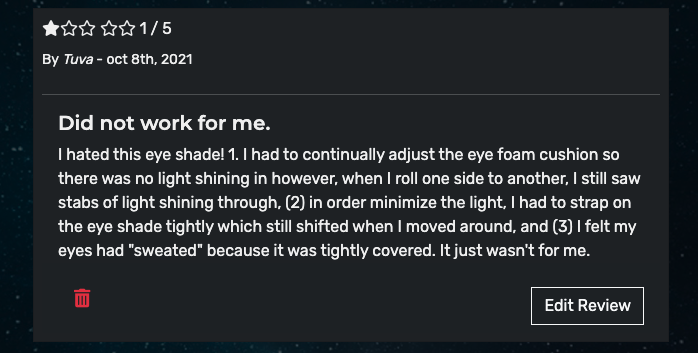 1 / 5
By Tuva - oct 8th, 2021
Did not work for me.
I hated this eye shade! 1. I had to continually adjust the eye foam cushion so
there was no light shining in however, when I roll one side to another, I still saw
stabs of light shining through, (2) in order minimize the light, I had to strap on
the eye shade tightly which still shifted when I moved around, and (3) I felt my
eyes had "sweated" because it was tightly covered. It just wasn't for me.
Edit Review